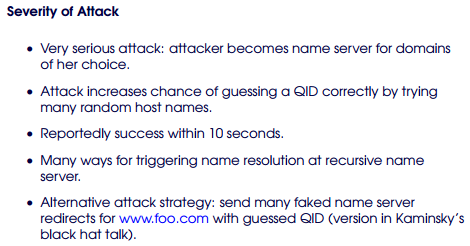 Severity of Attack
• Very serious attack: attacker becomes name server for domains
of her choice.
• Attack increases chance of guessing a QID correctly by trying
many random host names.
• Reportedly success within 10 seconds.
• Many ways for triggering name resolution at recursive name
server.
• Alternative attack strategy: send many faked name server
redirects for www.foo.com with guessed QID (version in Kaminsky's
black hat talk).